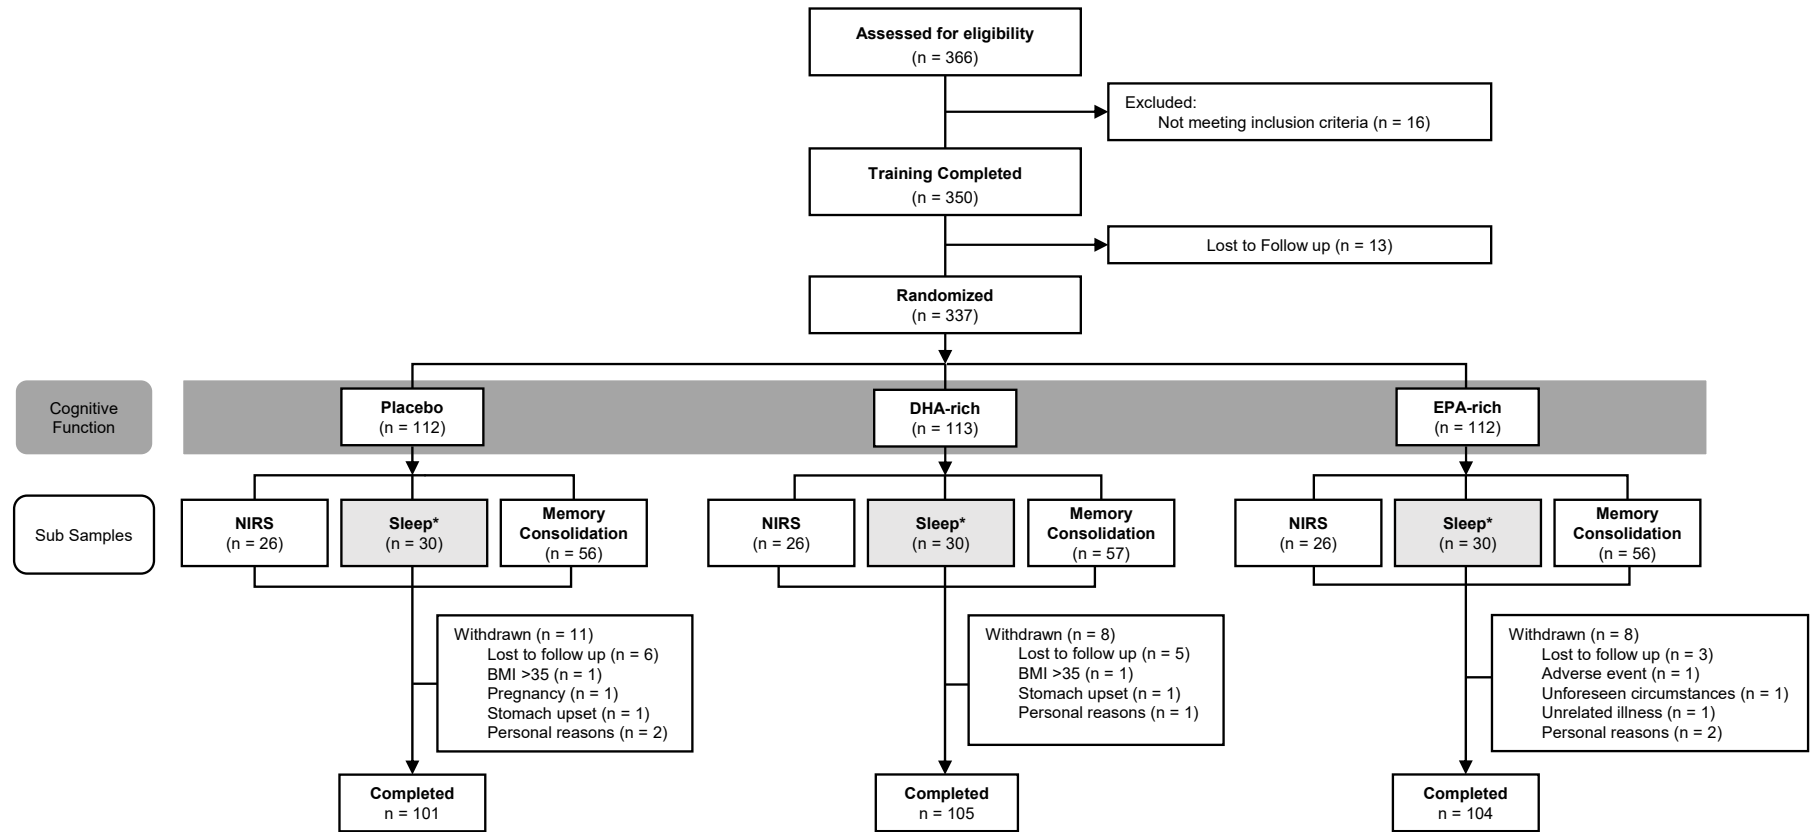 Assessed for eligibility
(n = 366)
Excluded:
Not meeting inclusion criteria (n = 16)
Training Completed
(n = 350)
Lost to Follow up (n = 13)
Randomized
(n = 337)
Cognitive
Function
Placebo
(n = 112)
DHA-rich
(n = 113)
EPA-rich
(n = 112)
Sub Samples
NIRS
(n = 26)
Sleep*
(n = 30)
Memory
Consolidation
(n = 56)
NIRS
(n = 26)
Sleep*
(n = 30)
Memory
Consolidation
(n = 57)
NIRS
(n = 26)
Sleep*
(n = 30)
Memory
Consolidation
(n = 56)
Withdrawn (n = 11)
Lost to follow up (n = 6)
BMI >35 (n = 1)
Pregnancy (n = 1)
Stomach upset (n = 1)
Personal reasons (n = 2)
Withdrawn (n = 8)
Lost to follow up (n = 5)
BMI >35 (n = 1)
Stomach upset (n = 1)
Personal reasons (n = 1)
Withdrawn (n = 8)
Lost to follow up (n = 3)
Adverse event (n = 1)
Unforeseen circumstances (n = 1)
Unrelated illness (n = 1)
Personal reasons (n = 2)
Completed
n = 101
Completed
n = 105
Completed
n = 104